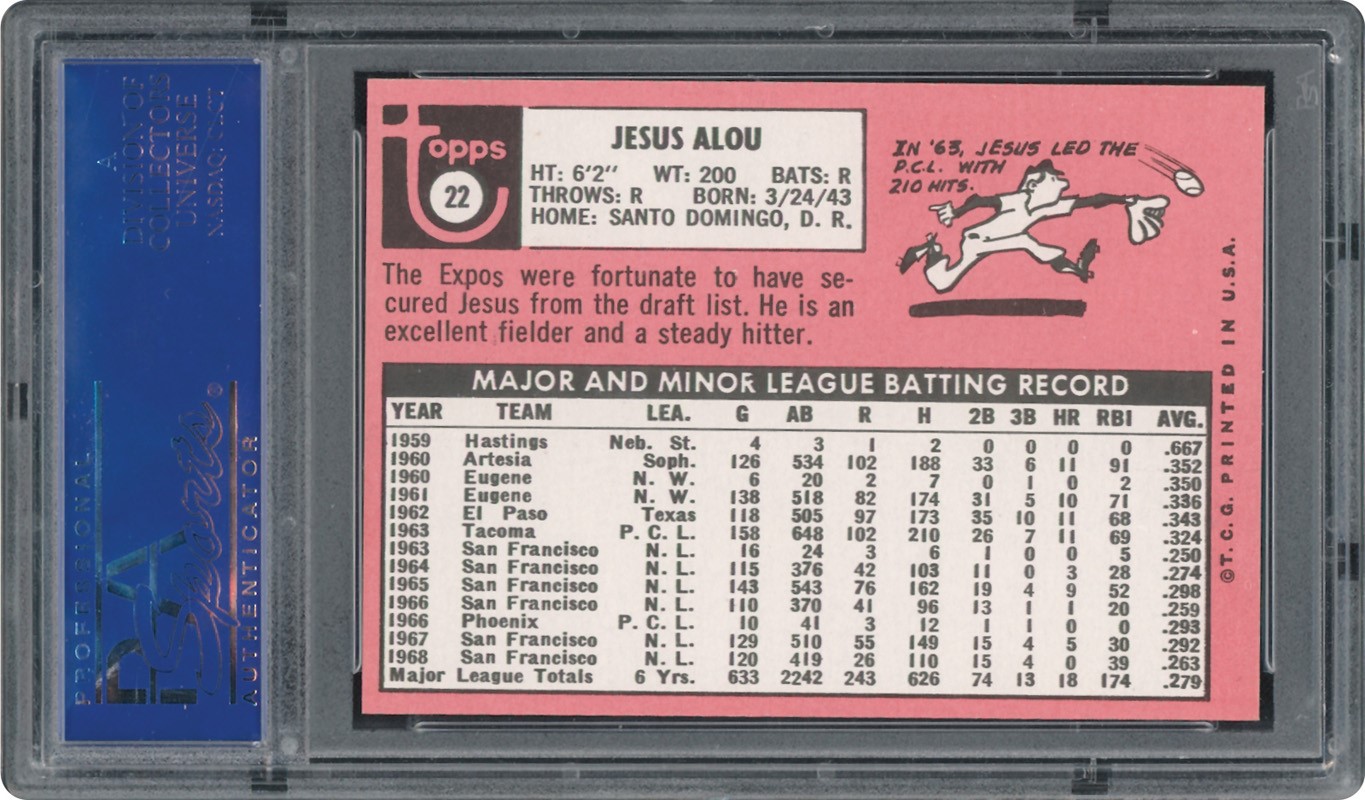 A
DIVISION OF
COLLECTORS
UNIVERSE
NASDAQ: CLCT
PROFESSIONAL
PSA
Sports®
AUTHENTICATOR
Topps
22
JESUS ALOU
HT: 6'2" WT: 200 BATS: R
THROWS: R BORN: 3/24/43
HOME: SANTO DOMINGO, D. R.
IN '63, JESUS LED THE
P.C.L. WITH
210 HITS.
The Expos were fortunate to have se-
cured Jesus from the draft list. He is an
excellent fielder and a steady hitter.
MAJOR AND MINOR LEAGUE BATTING RECORD
YEAR TEAM LEA. G AB R H 2B 3B HR RBI AVG.
1959 Hastings Neb. St. 4 3 1 2 0 0 0 0 .667
1960 Artesia Soph. 126 534 102 188 33 6 11 91 .352
1960 Eugene N. W. 6 20 2 7 0 1 0 2 .350
1961 Eugene N. W. 138 518 82 174 31 5 10 71 .336
1962 El Paso Texas 118 505 97 173 35 10 11 68 .343
1963 Tacoma P. C. L. 158 648 102 210 26 7 11 69 .324
1963 San Francisco N. L. 16 24 3 6 1 0 0 5 .250
1964 San Francisco N. L. 115 376 42 103 11 0 3 28 .274
1965 San Francisco N. L. 143 543 76 162 19 4 9 52 .298
1966 San Francisco N. L. 110 370 41 96 13 1 1 20 .259
1966 Phoenix P. C. L. 10 41 3 12 1 1 0 0 .293
1967 San Francisco N. L. 129 510 55 149 15 4 5 30 .292
1968 San Francisco N. L. 120 419 26 110 15 4 0 39 .263
Major League Totals 6 Yrs. 633 2242 243 626 74 13 18 174 .279
©T. C. G. PRINTED IN U.S.A.
PSA